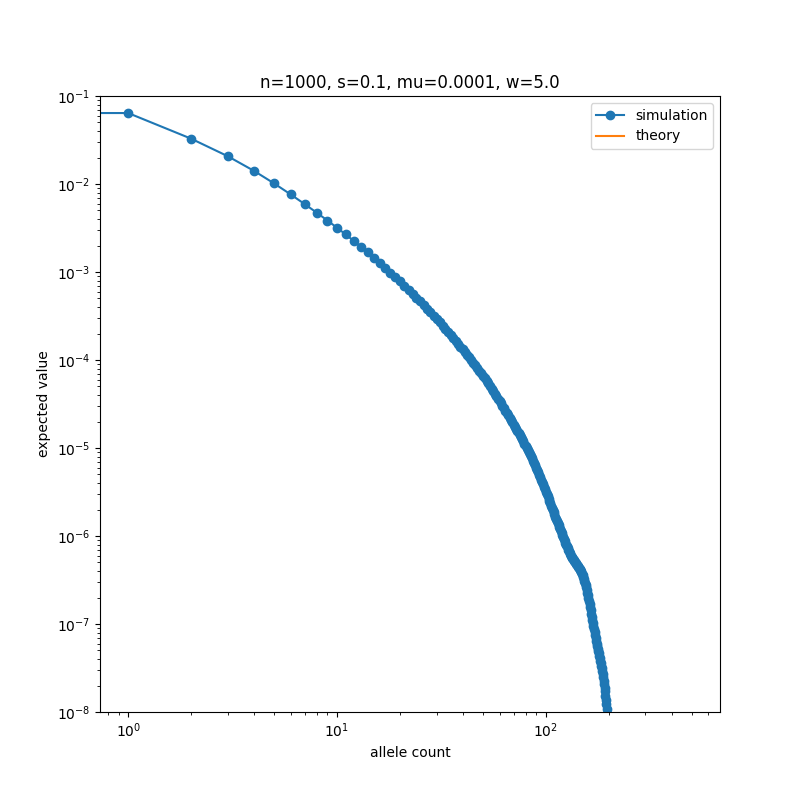 n=1000, s=0.1, mu=0.0001, w=5.0
simulation
theory
expected value
10⁻¹
10⁻²
10⁻³
10⁻⁴
10⁻⁵
10⁻⁶
10⁻⁷
10⁻⁸
10⁰ 10¹ 10²
allele count